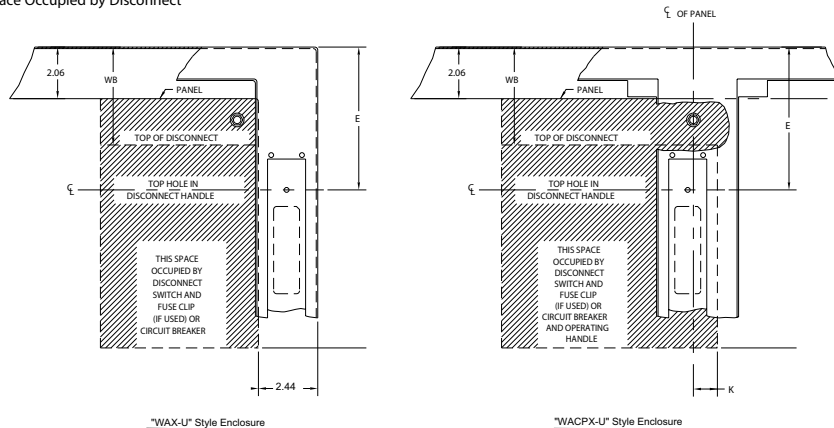 ace Occupied by Disconnect
2.06
WB
PANEL
E
TOP OF DISCONNECT
℄
TOP HOLE IN
DISCONNECT HANDLE
THIS SPACE
OCCUPIED BY
DISCONNECT
SWITCH AND
FUSE CLIP
(IF USED) OR
CIRCUIT BREAKER
2.44
"WAX-U" Style Enclosure
℄ OF PANEL
2.06
WB
PANEL
E
TOP OF DISCONNECT
℄
TOP HOLE IN
DISCONNECT HANDLE
THIS SPACE
OCCUPIED BY
DISCONNECT
SWITCH AND
FUSE CLIP
(IF USED) OR
CIRCUIT BREAKER
AND OPERATING
HANDLE
K
"WACPX-U" Style Enclosure